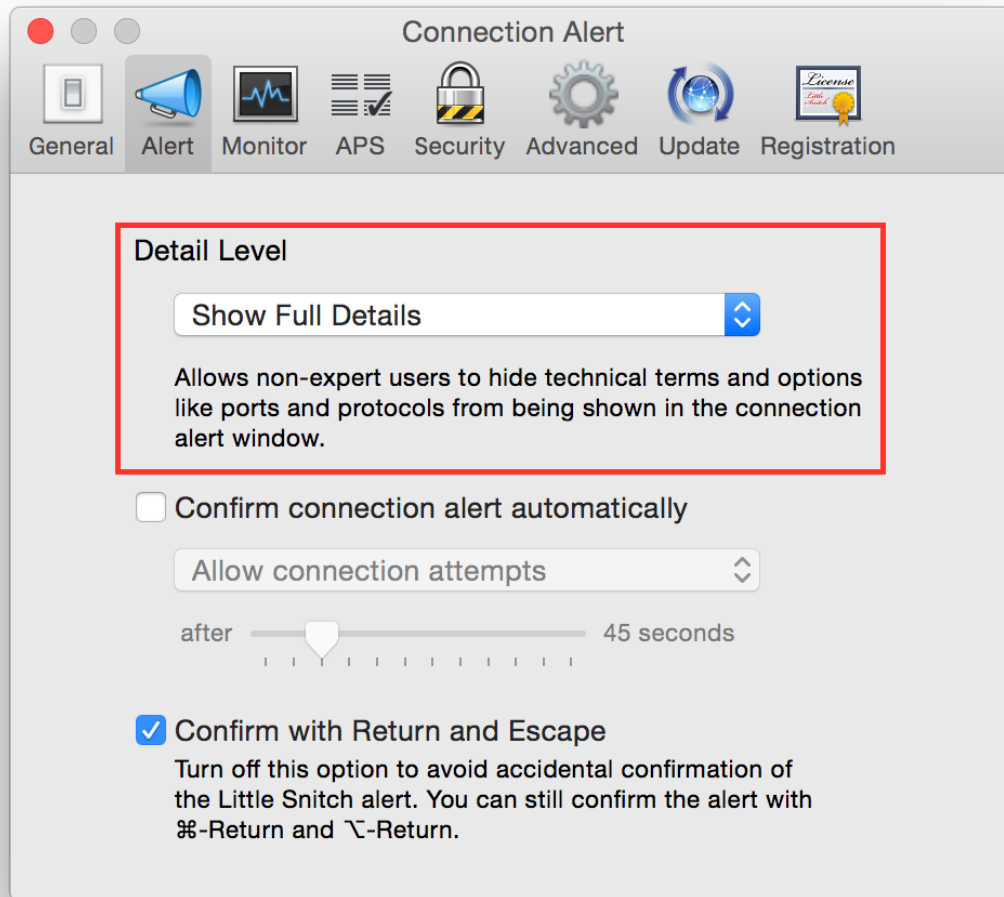 Connection Alert
General Alert Monitor APS Security Advanced Update Registration
License
Little
Snitch
Detail Level
Show Full Details
Allows non-expert users to hide technical terms and options
like ports and protocols from being shown in the connection
alert window.
Confirm connection alert automatically
Allow connection attempts
after 45 seconds
Confirm with Return and Escape
Turn off this option to avoid accidental confirmation of
the Little Snitch alert. You can still confirm the alert with
⌘-Return and ⌥-Return.